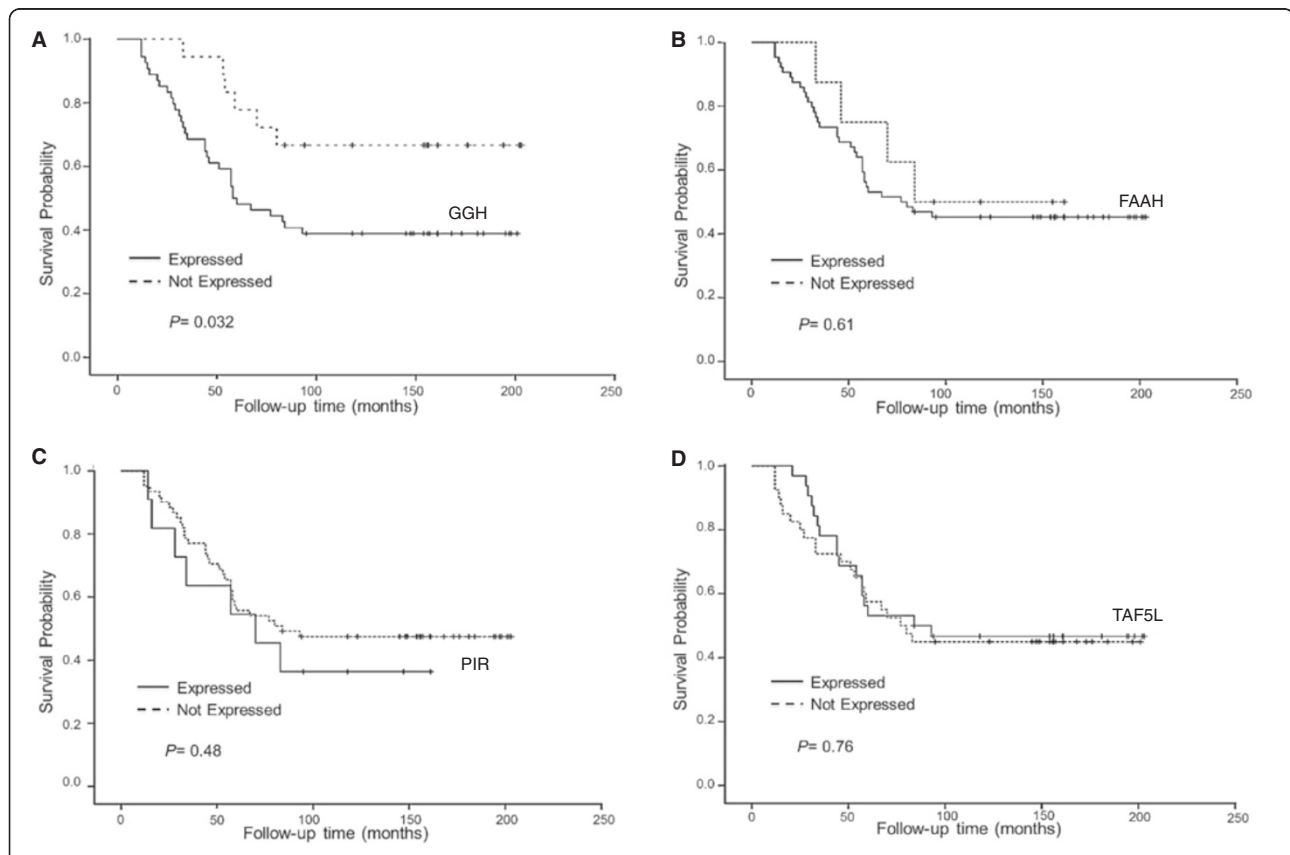 A
1.0
0.8
0.6
0.4
0.2
0.0
Survival Probability
GGH
Expressed
Not Expressed
P= 0.032
0 50 100 150 200 250
Follow-up time (months)
B
1.0
0.8
0.6
0.4
0.2
0.0
Survival Probability
FAAH
Expressed
Not Expressed
P= 0.61
0 50 100 150 200 250
Follow-up time (months)
C
1.0
0.8
0.6
0.4
0.2
0.0
Survival Probability
PIR
Expressed
Not Expressed
P= 0.48
0 50 100 150 200 250
Follow-up time (months)
D
1.0
0.8
0.6
0.4
0.2
0.0
Survival Probability
TAF5L
Expressed
Not Expressed
P= 0.76
0 50 100 150 200 250
Follow-up time (months)